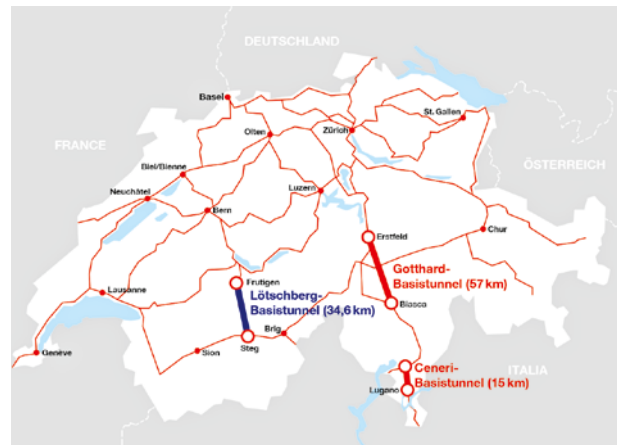 DEUTSCHLAND
Basel
St. Gallen
Olten
Zürich
FRANCE
ÖSTERREICH
Biel/Bienne
Neuchâtel
Luzern
Bern
Erstfeld
Chur
Gotthard-
Basistunnel (57 km)
Frutigen
Lausanne
Lötschberg-
Basistunnel (34,6 km)
Biasca
Brig
Steg
Genève
Sion
ITALIA
Ceneri-
Basistunnel (15 km)
Lugano